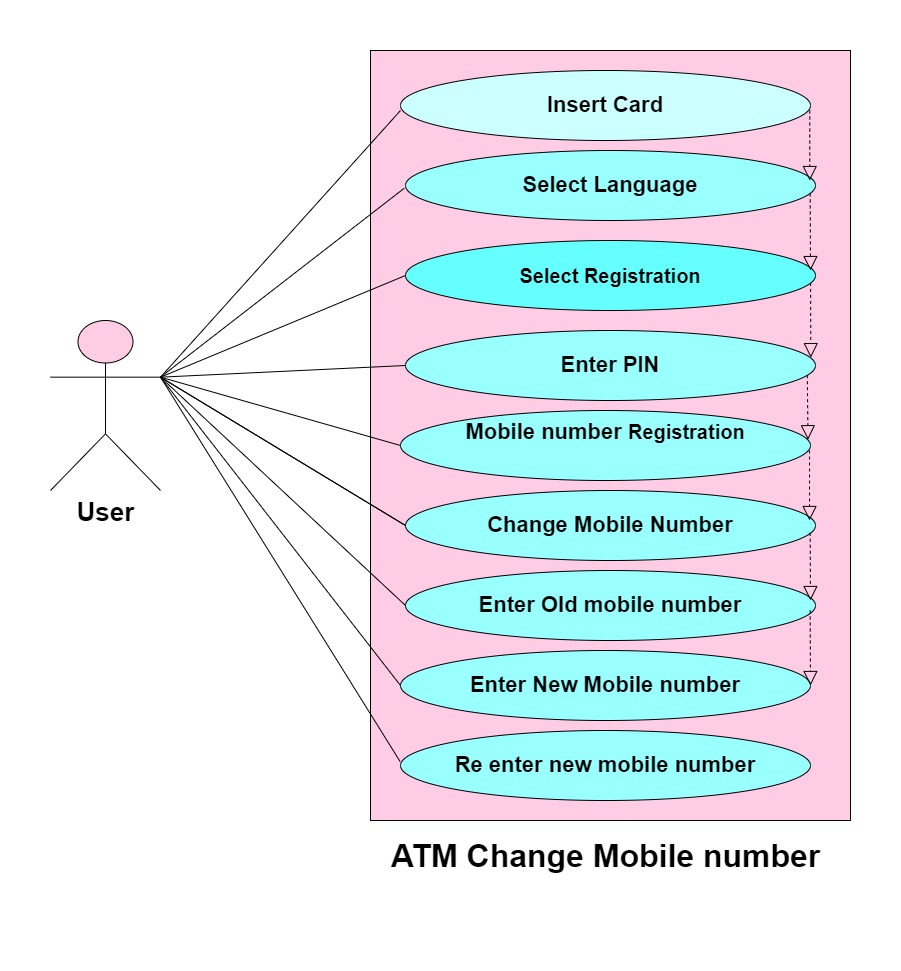 Insert Card
Select Language
Select Registration
Enter PIN
Mobile number Registration
Change Mobile Number
User
Enter Old mobile number
Enter New Mobile number
Re enter new mobile number
ATM Change Mobile number